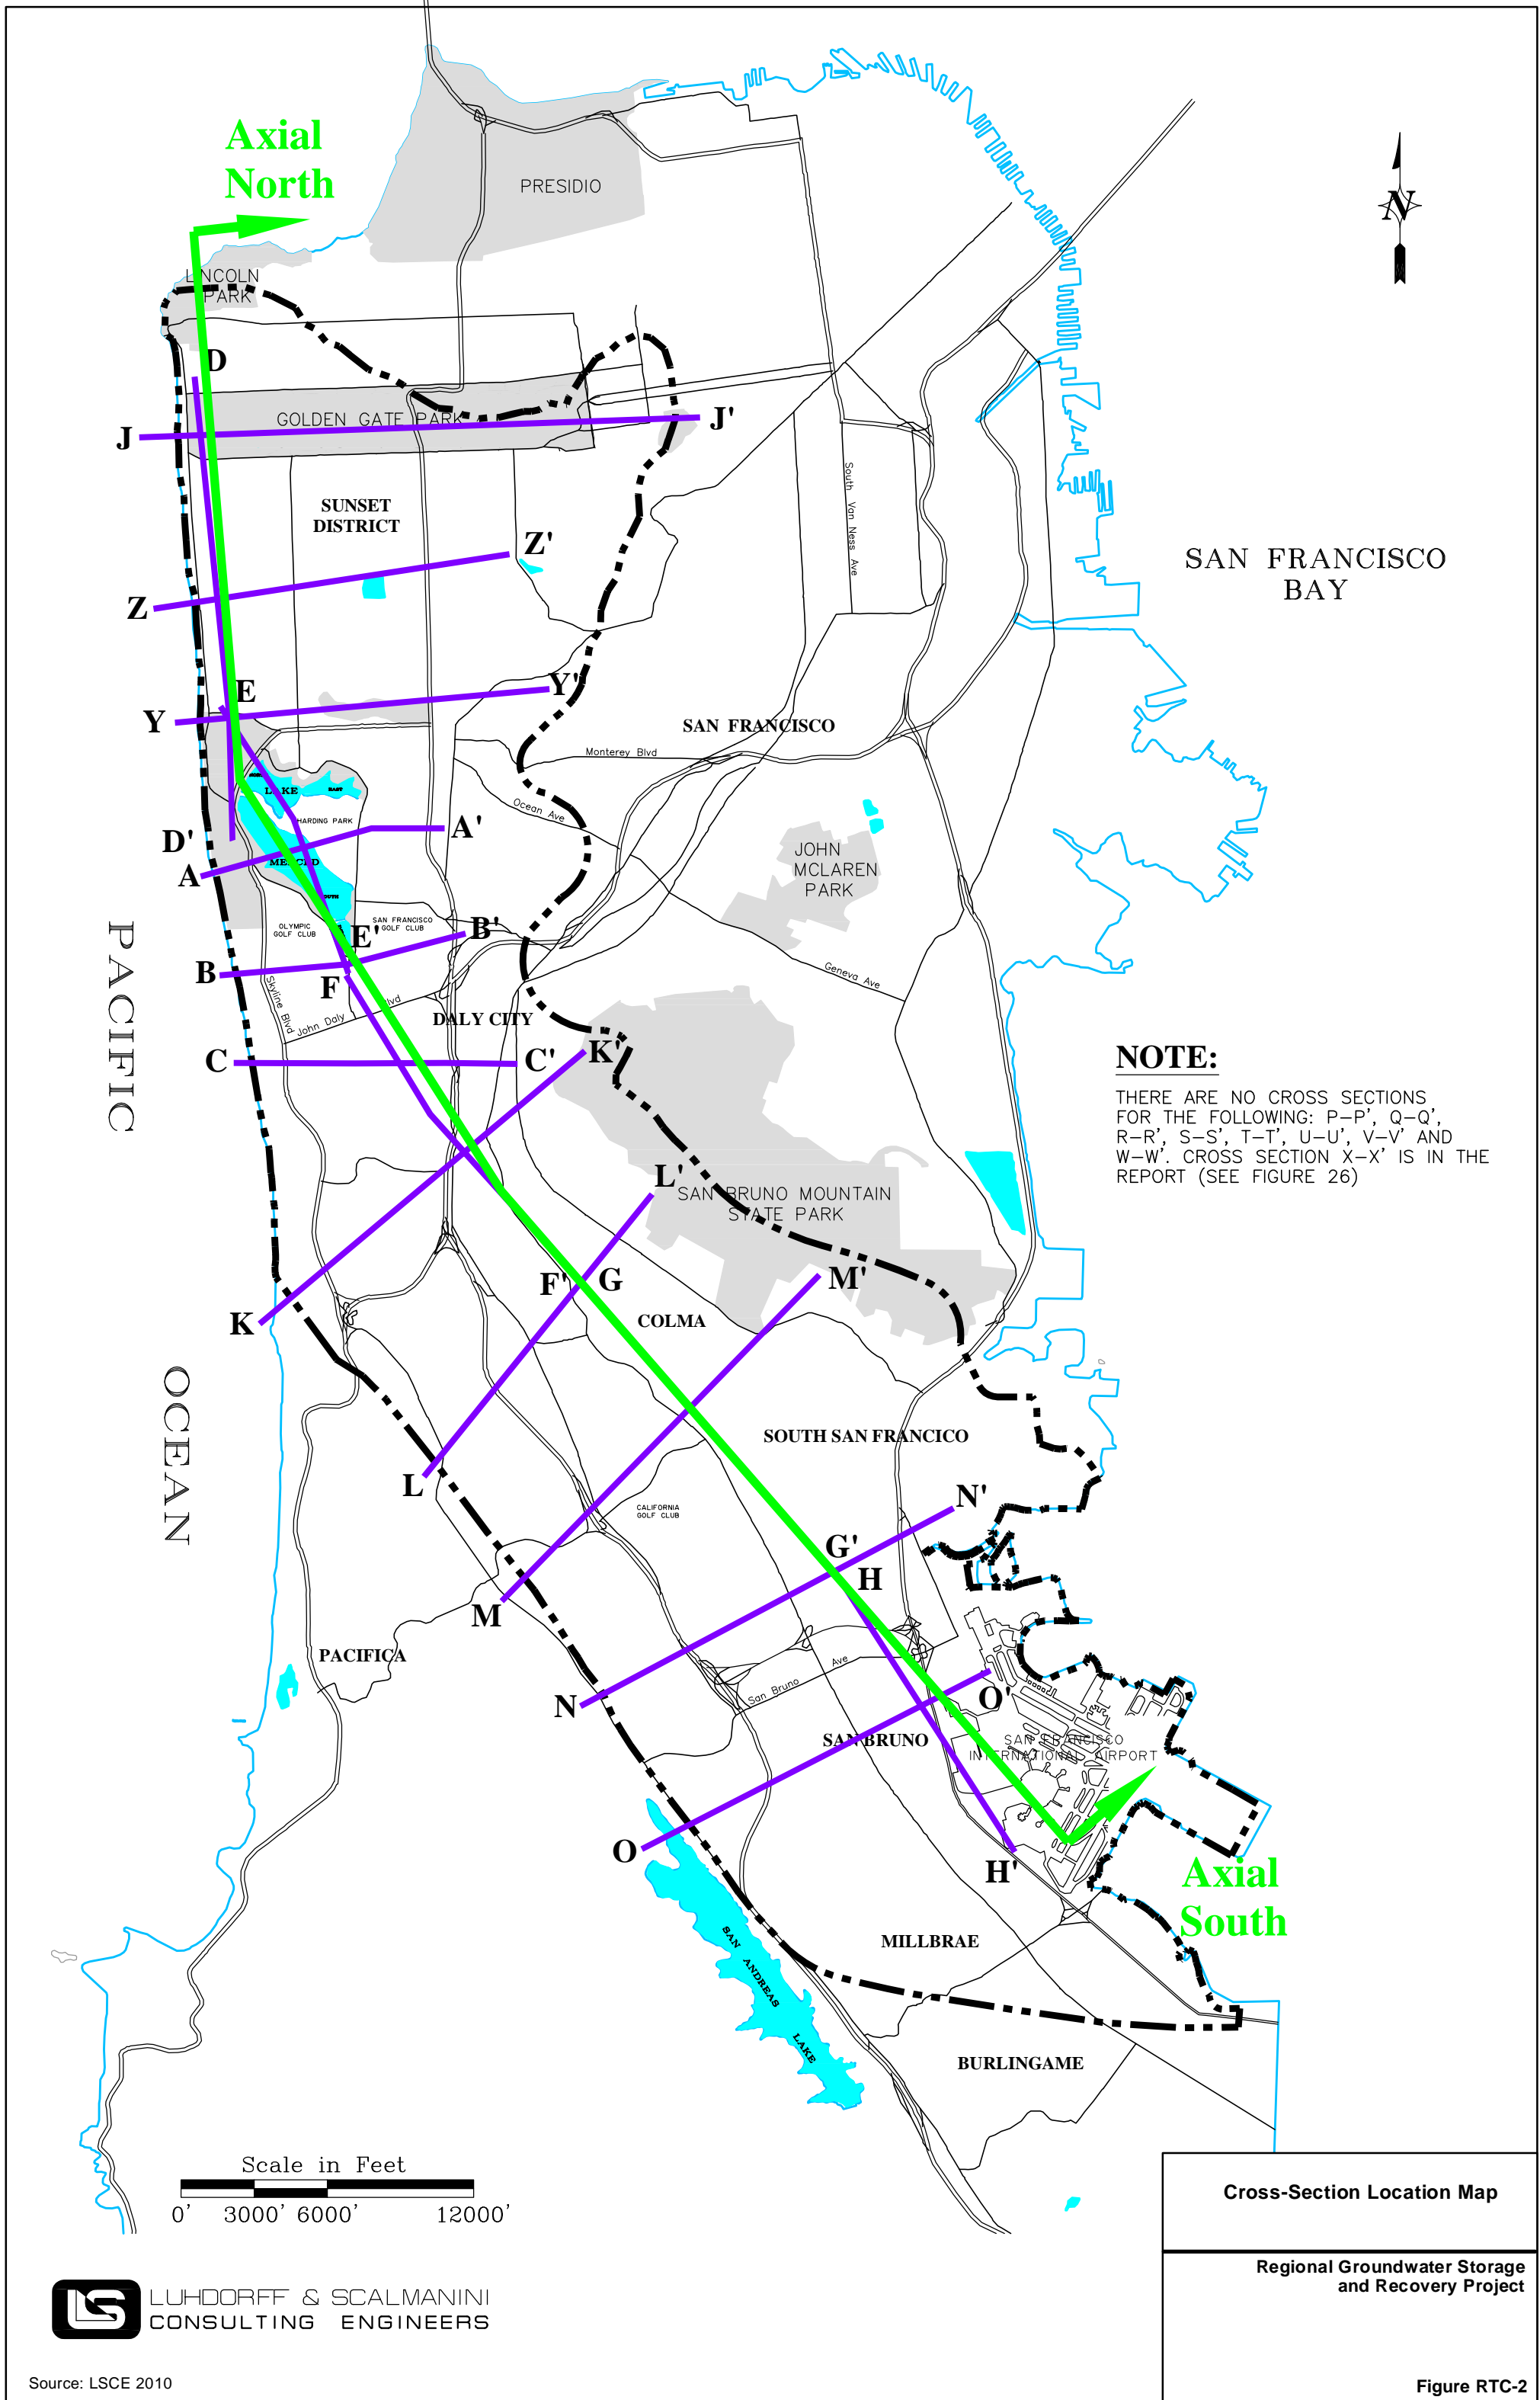 Axial
North
PRESIDIO
N
LINCOLN
PARK
D
GOLDEN GATE PARK
J
J'
SUNSET
DISTRICT
South Van Ness Ave
Z'
Z
SAN FRANCISCO
BAY
E
Y'
Y
SAN FRANCISCO
Monterey Blvd
LAKE
EAST
HARDING PARK
Ocean Ave
D'
A'
MERCED
A
JOHN
MCLAREN
PARK
SOUTH
OLYMPIC
GOLF CLUB
SAN FRANCISCO
GOLF CLUB
E'
B'
B
F
Skyline Blvd
John Daly Blvd
Geneva Ave
DALY CITY
PACIFIC
OCEAN
C
C'
K'
NOTE:
THERE ARE NO CROSS SECTIONS
FOR THE FOLLOWING: P-P', Q-Q',
R-R', S-S', T-T', U-U', V-V' AND
W-W'. CROSS SECTION X-X' IS IN THE
REPORT (SEE FIGURE 26)
L'
SAN BRUNO MOUNTAIN
STATE PARK
F'
G
M'
K
COLMA
SOUTH SAN FRANCICO
L
CALIFORNIA
GOLF CLUB
N'
G'
H
M
PACIFICA
San Bruno Ave
N
O'
SAN BRUNO
SAN FRANCISCO
INTERNATIONAL AIRPORT
O
H'
Axial
South
SAN ANDREAS LAKE
MILLBRAE
BURLINGAME
Scale in Feet
0' 3000' 6000' 12000'
Cross-Section Location Map
Regional Groundwater Storage
and Recovery Project
LS
LUHDORFF & SCALMANINI
CONSULTING ENGINEERS
Source: LSCE 2010
Figure RTC-2